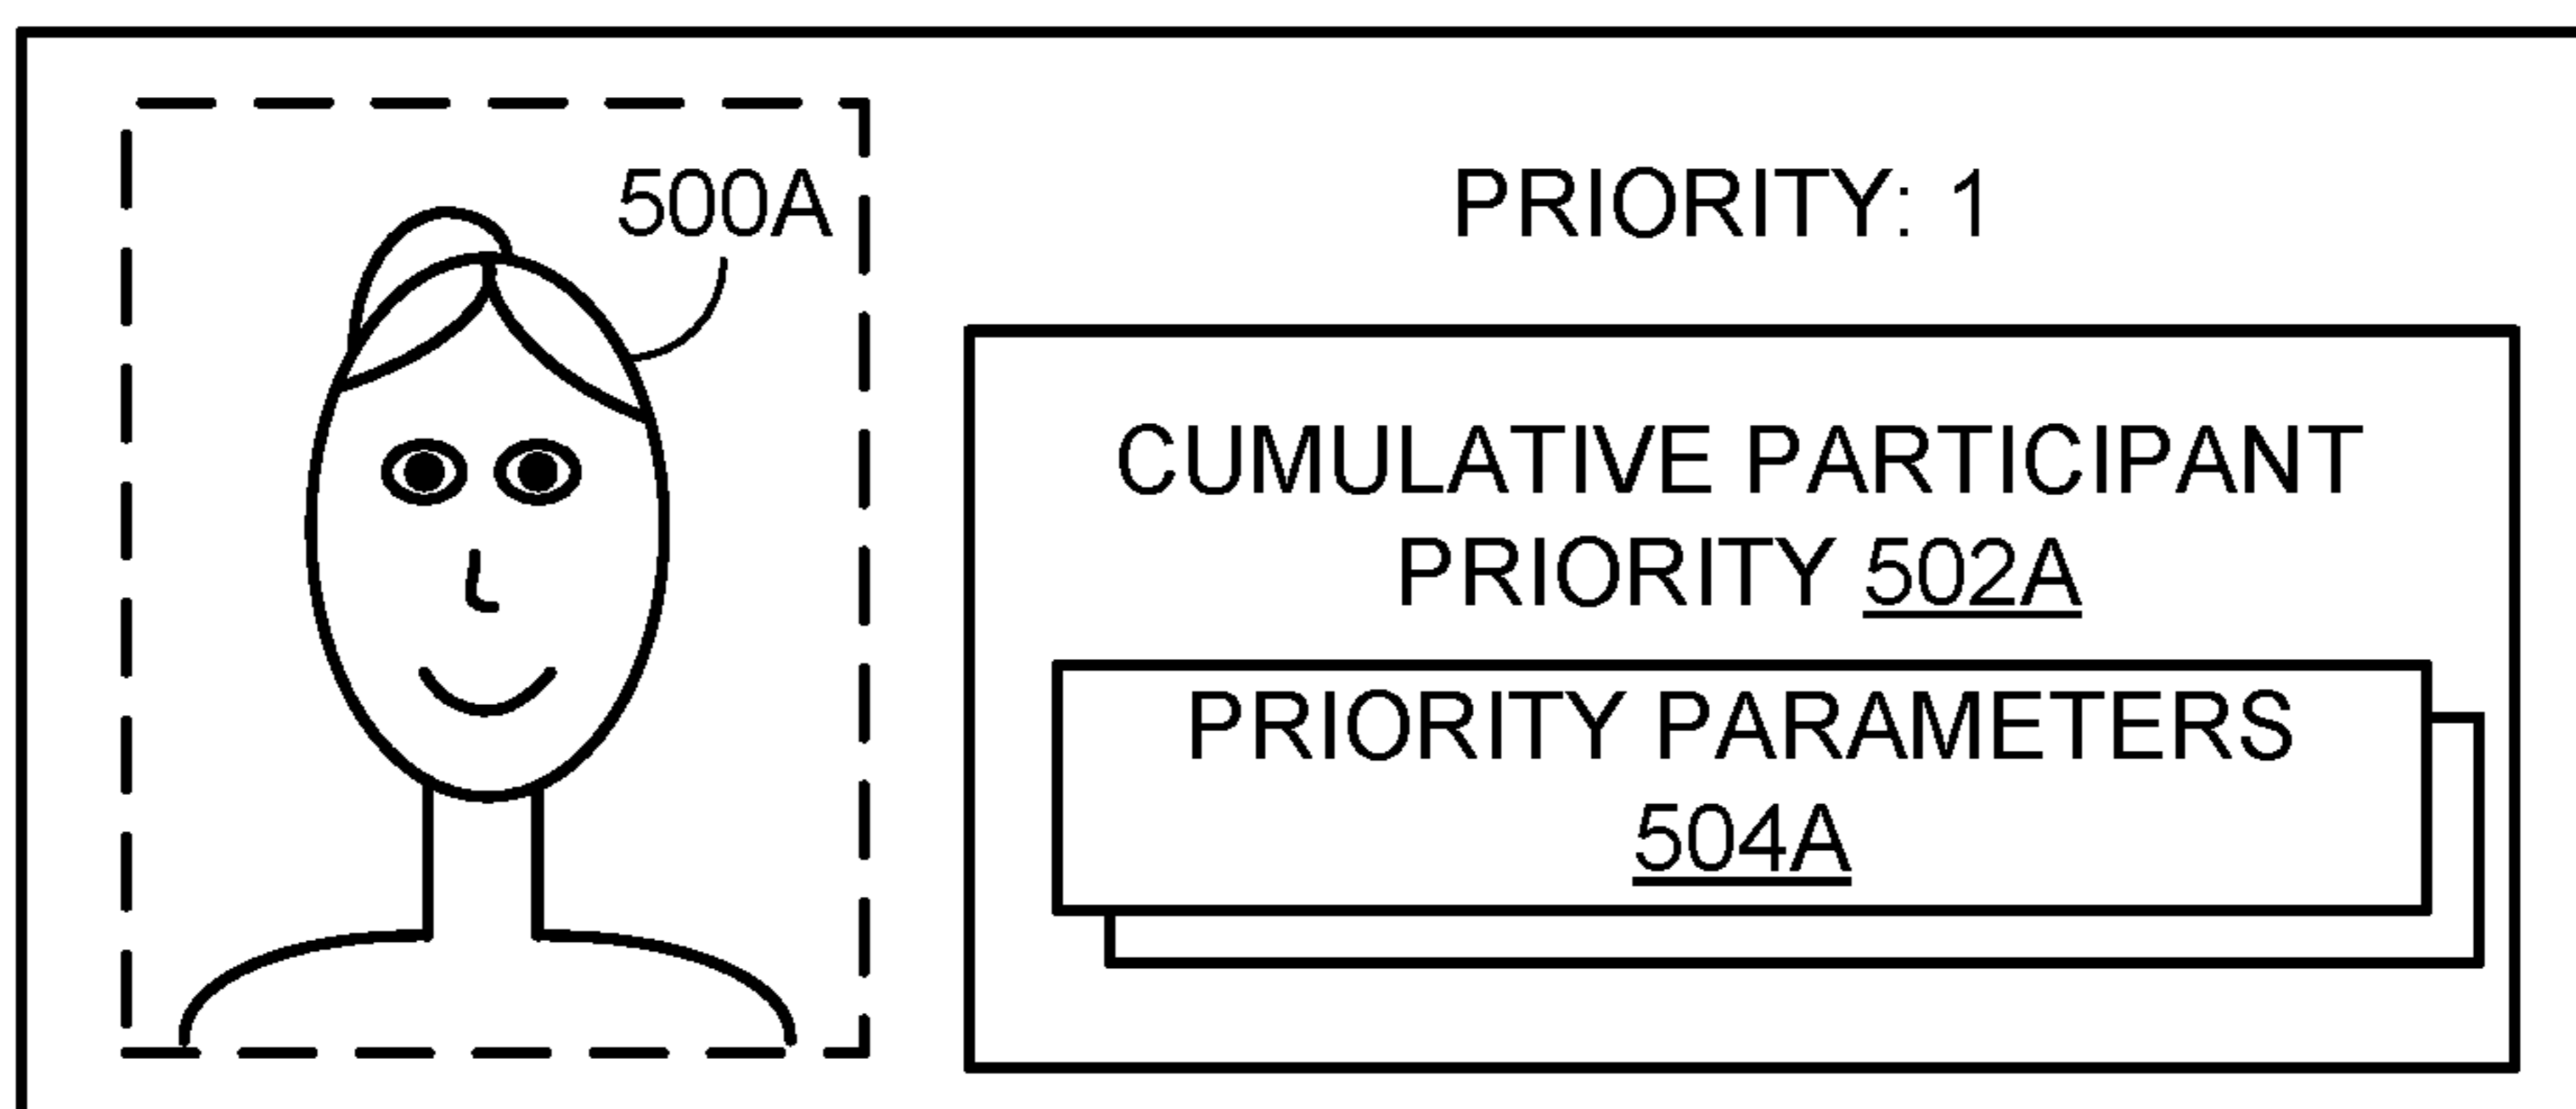 500A
PRIORITY: 1
CUMULATIVE PARTICIPANT
PRIORITY 502A
PRIORITY PARAMETERS
504A